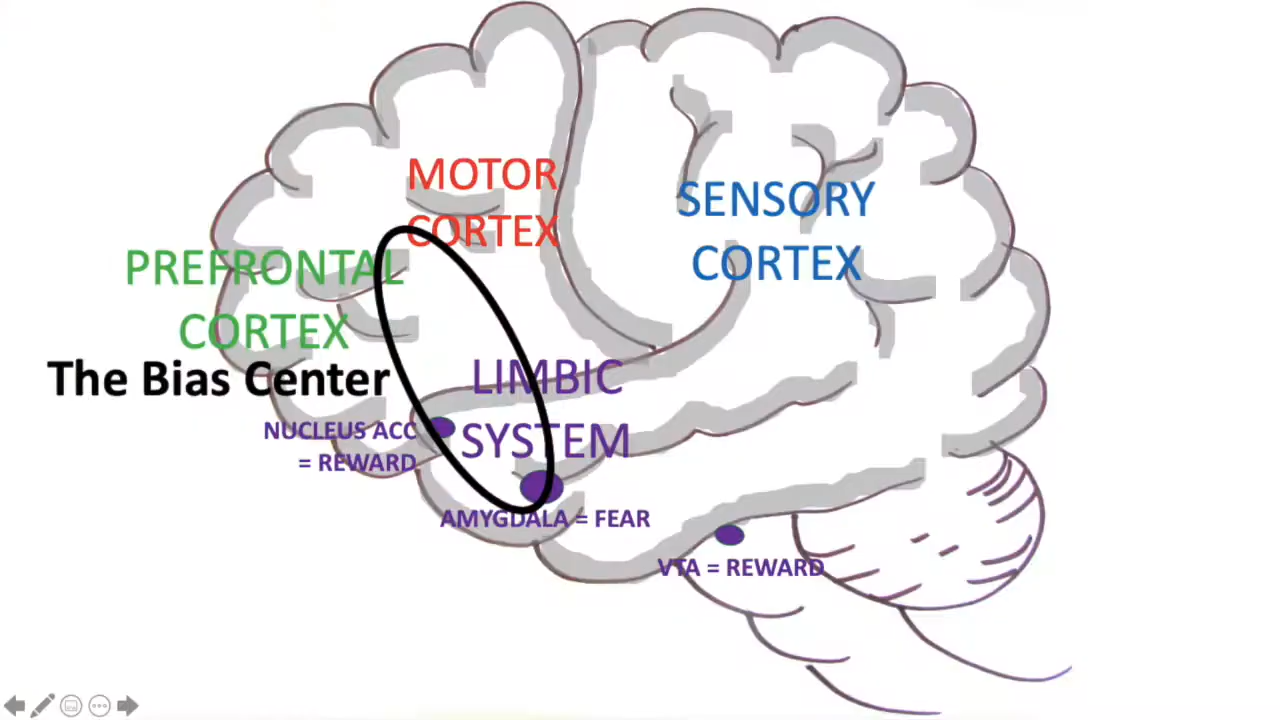 MOTOR
CORTEX
SENSORY
CORTEX
PREFRONTAL
CORTEX
The Bias Center
LIMBIC
SYSTEM
NUCLEUS ACC
= REWARD
AMYGDALA = FEAR
VTA = REWARD